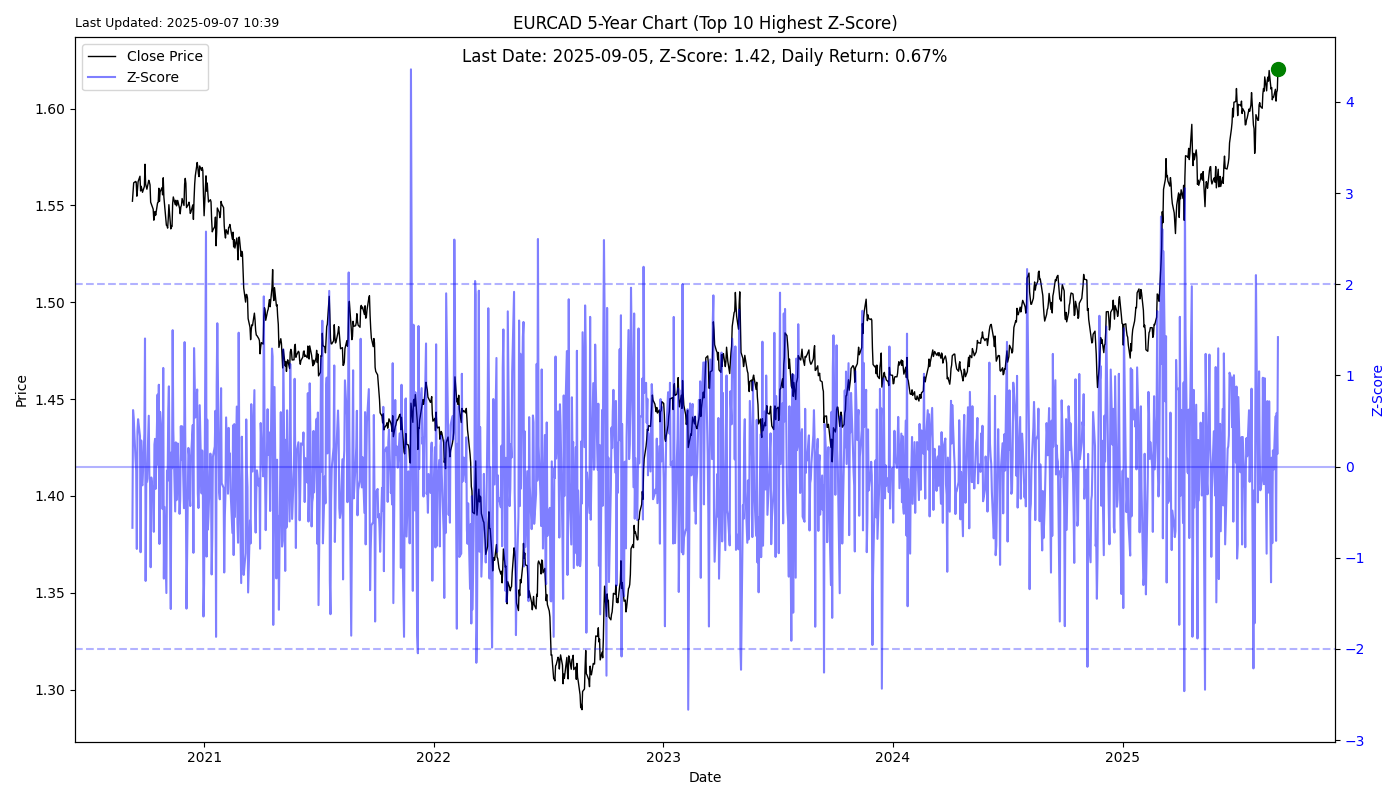 Last Updated: 2025-09-07 10:39
EURCAD 5-Year Chart (Top 10 Highest Z-Score)
Last Date: 2025-09-05, Z-Score: 1.42, Daily Return: 0.67%
Close Price
Z-Score
1.60
1.55
1.50
1.45
1.40
1.35
1.30
Price
4
3
2
1
0
−1
−2
−3
Z-Score
2021
2022
2023
2024
2025
Date